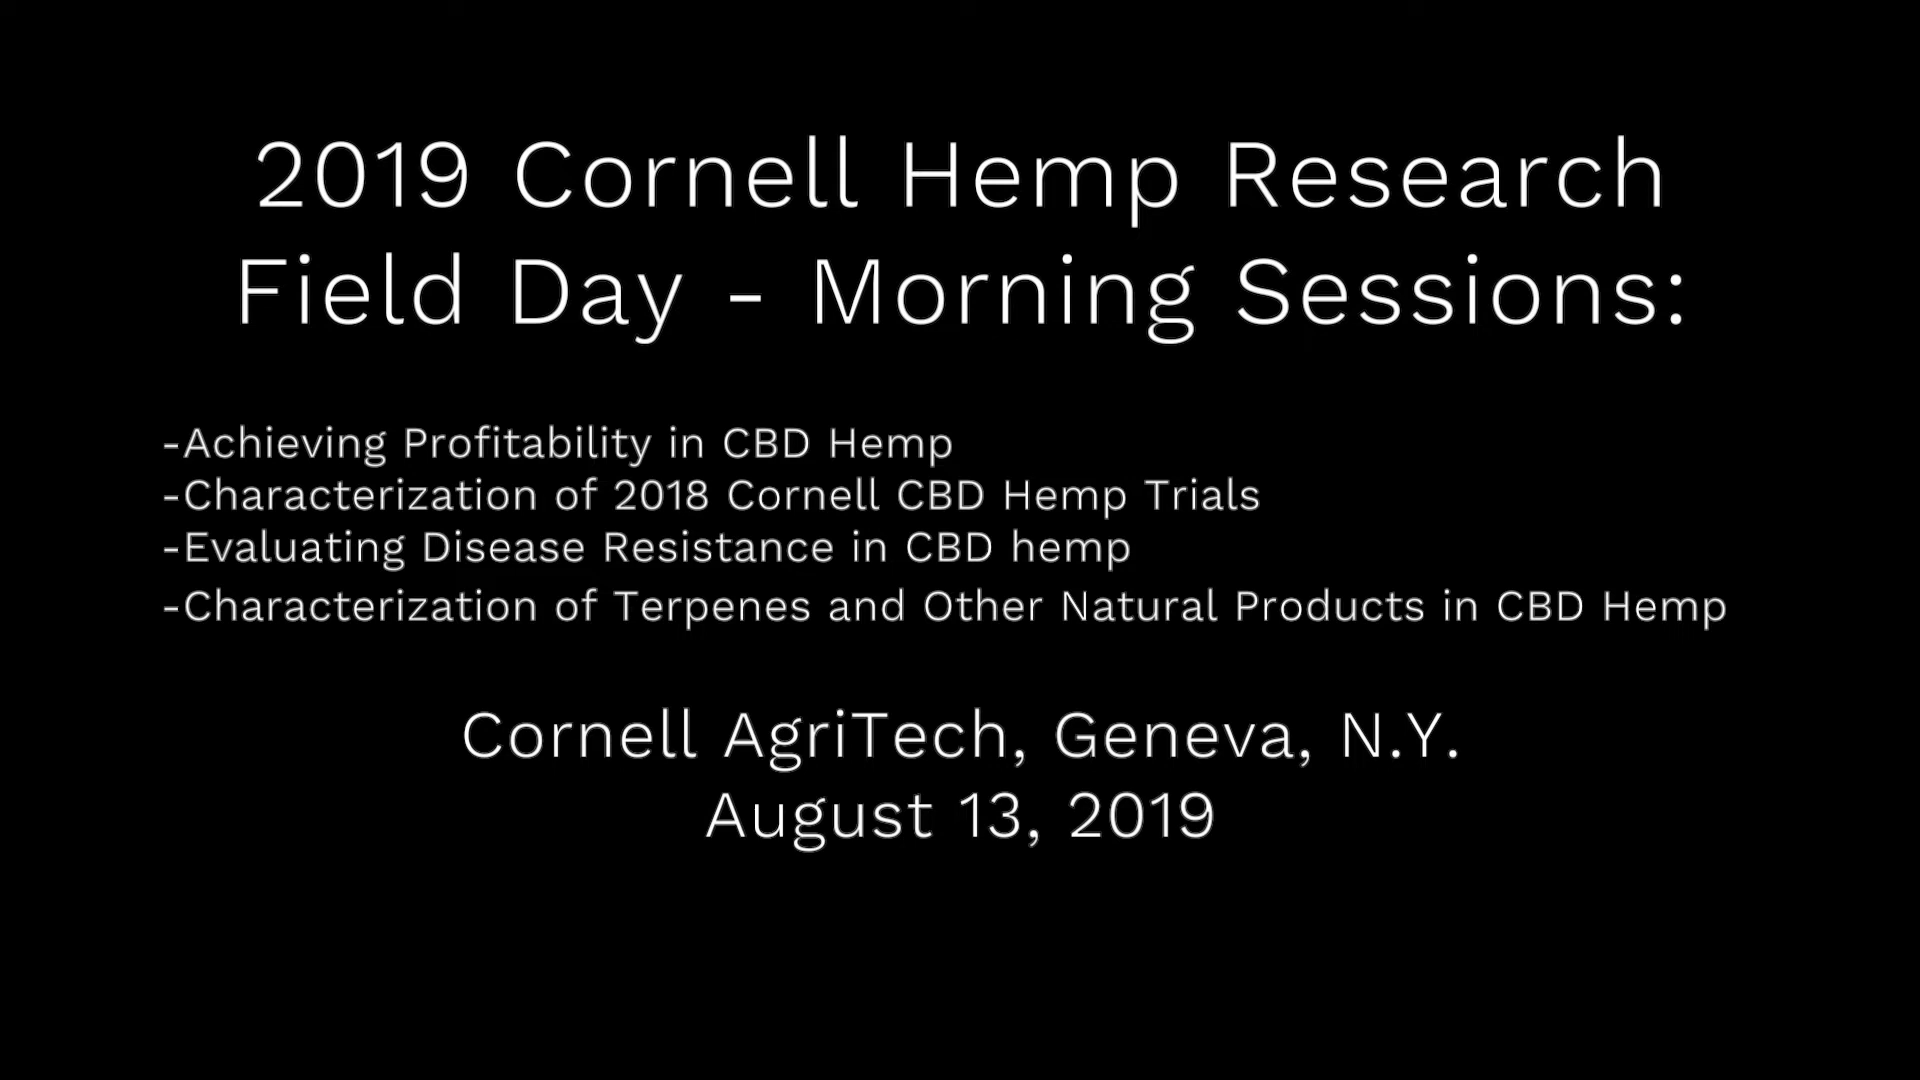 2019 Cornell Hemp Research
Field Day - Morning Sessions:
-Achieving Profitability in CBD Hemp
-Characterization of 2018 Cornell CBD Hemp Trials
-Evaluating Disease Resistance in CBD hemp
-Characterization of Terpenes and Other Natural Products in CBD Hemp
Cornell AgriTech, Geneva, N.Y.
August 13, 2019